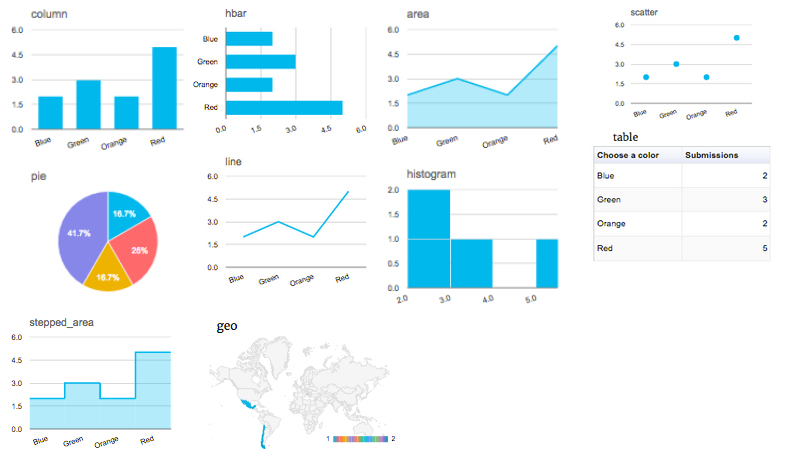 column
6.0
4.5
3.0
1.5
0.0
Blue Green Orange Red
hbar
Blue
Green
Orange
Red
0.0 1.5 3.0 4.5 6.0
area
6.0
4.5
3.0
1.5
0.0
Blue Green Orange Red
scatter
6.0
4.5
3.0
1.5
0.0
Blue Green Orange Red
table
Choose a color Submissions
Blue 2
Green 3
Orange 2
Red 5
pie
16.7%
25%
16.7%
41.7%
line
6.0
4.5
3.0
1.5
0.0
Blue Green Orange Red
histogram
2.0
1.5
1.0
0.5
0.0
2.0 3.0 4.0 5.0
stepped_area
6.0
4.5
3.0
1.5
0.0
Blue Green Orange Red
geo
1 2